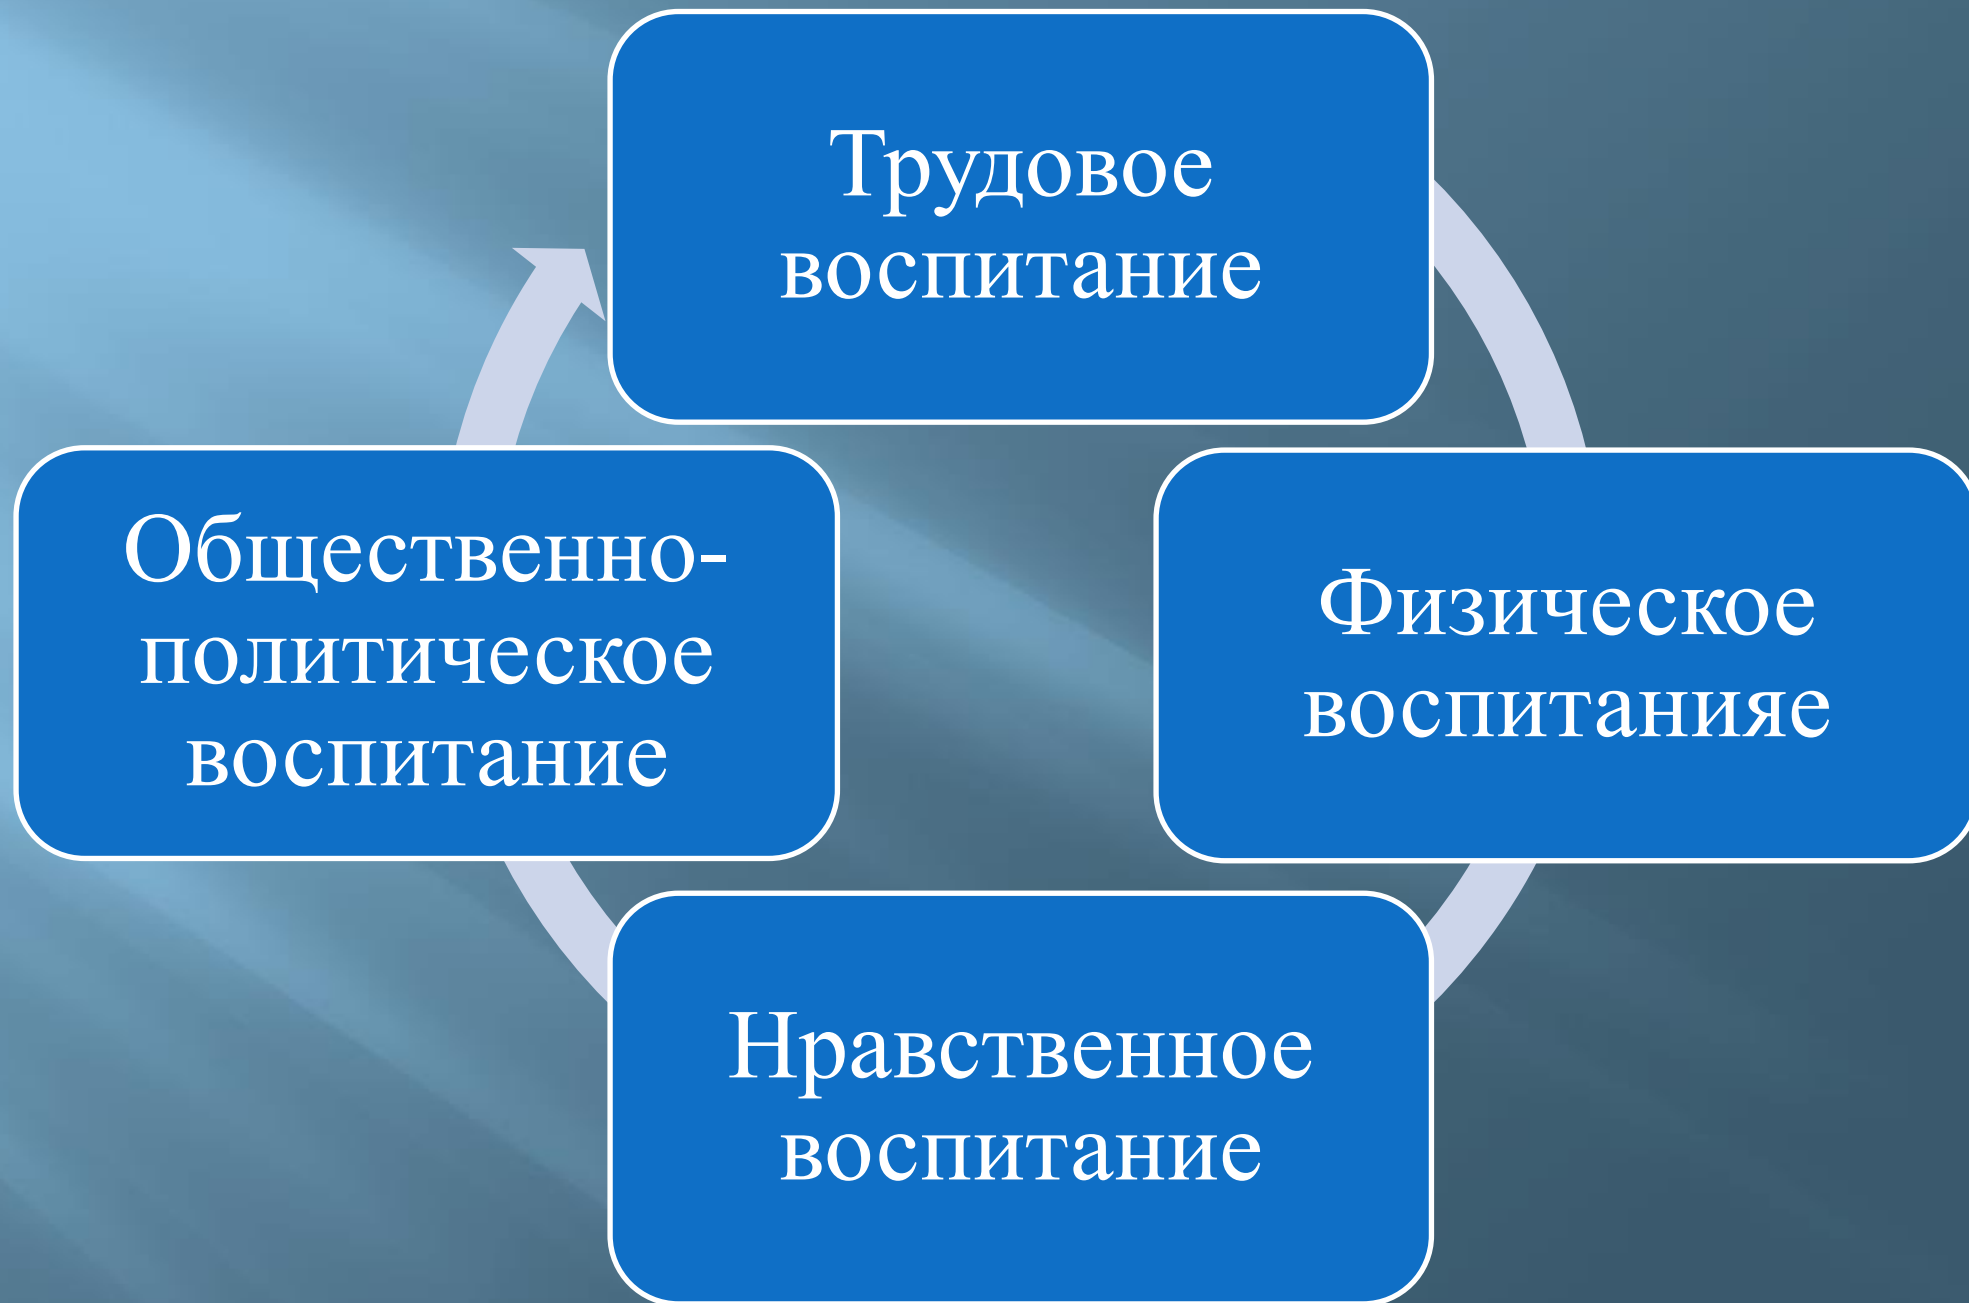 Трудовое
воспитание
Физическое
воспитанияе
Нравственное
воспитание
Общественно-
политическое
воспитание